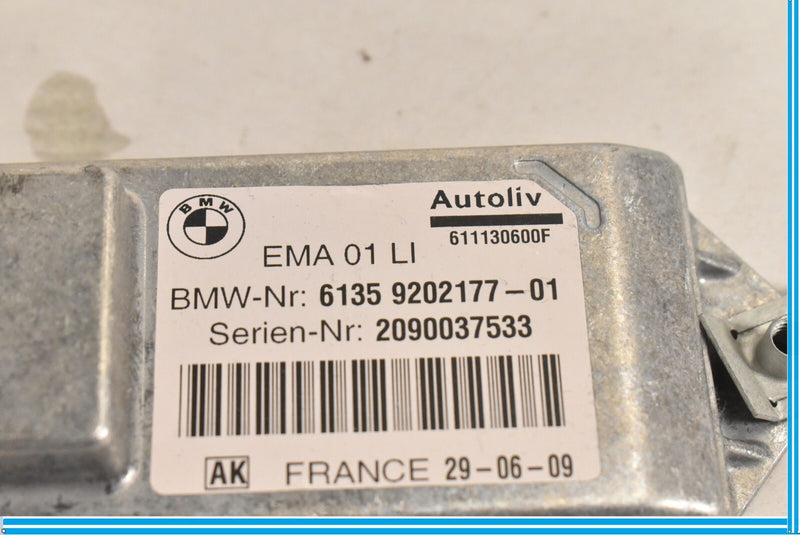 BMW
Autoliv
611130600F
EMA 01 LI
BMW-Nr: 6135 9202177-01
Serien-Nr: 2090037533
AK FRANCE 29-06-09